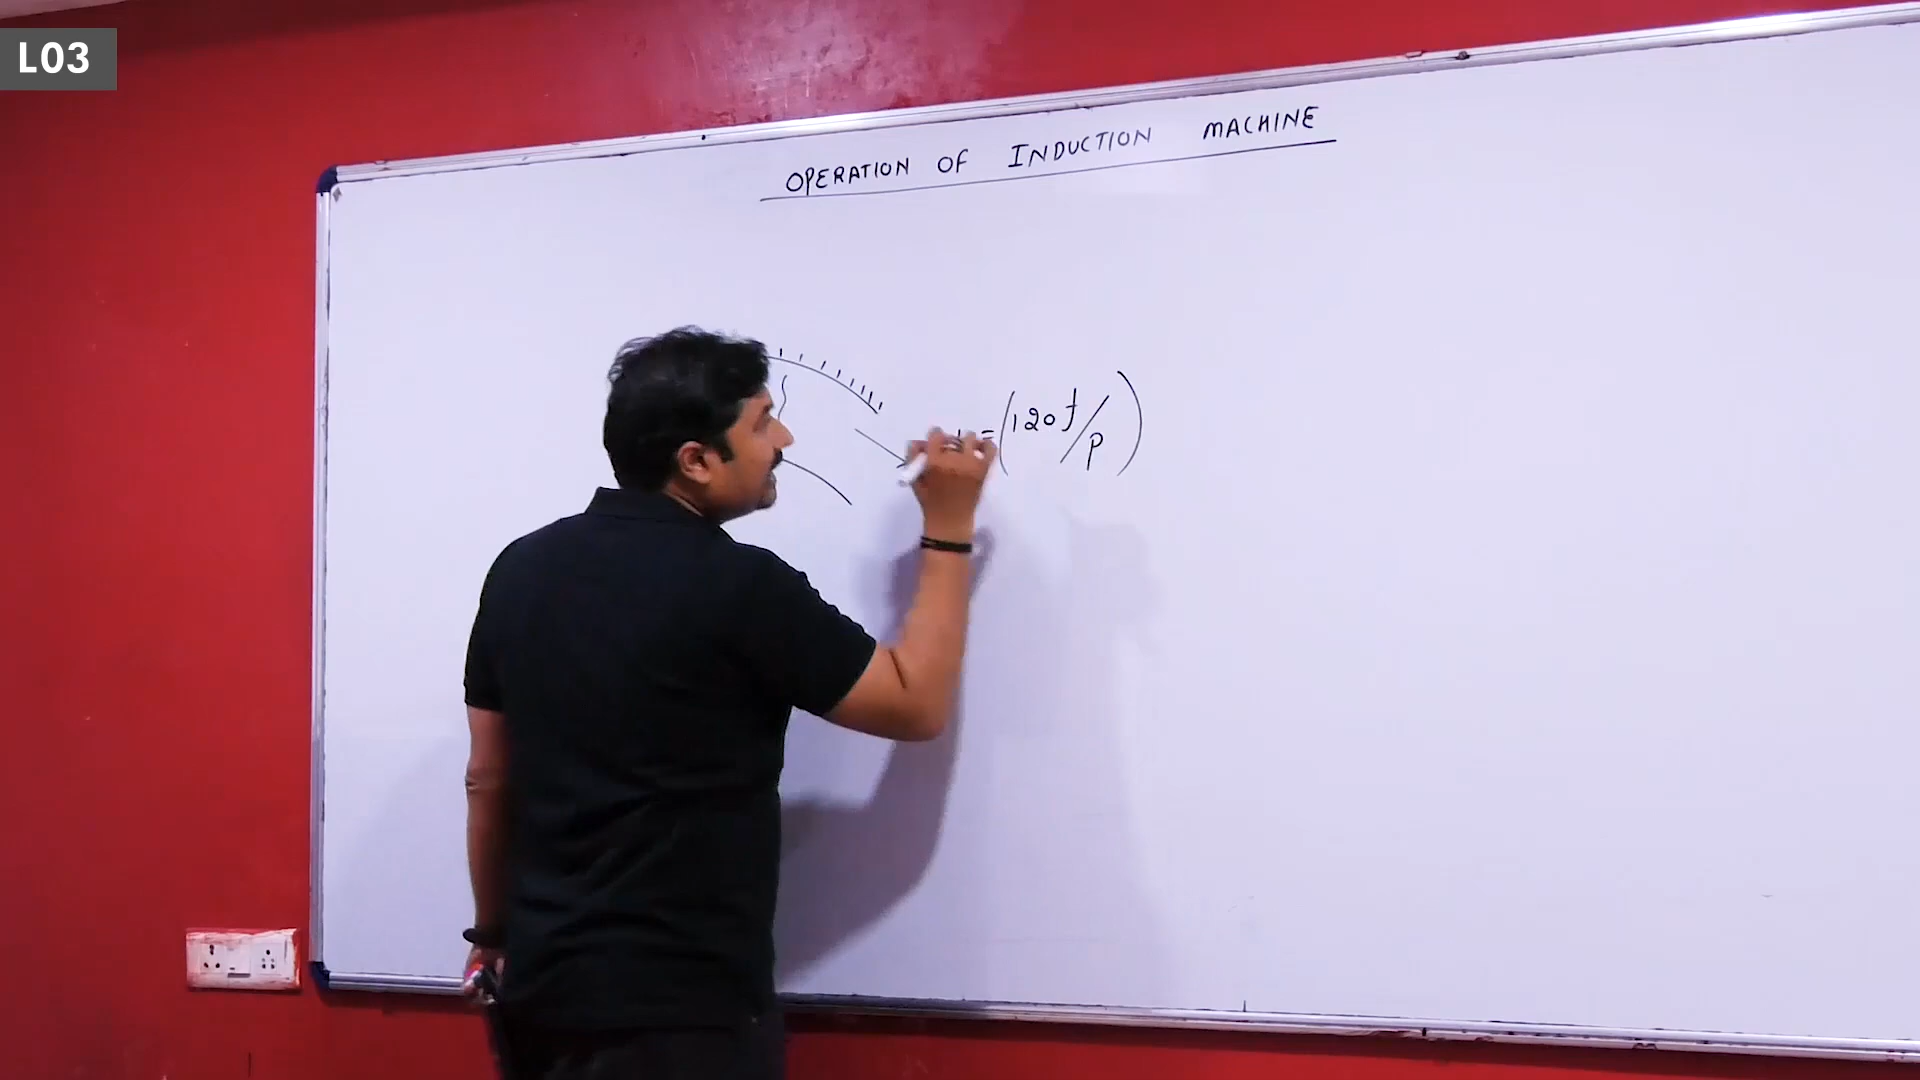 L03
OPERATION OF INDUCTION MACHINE
= (120f/P)